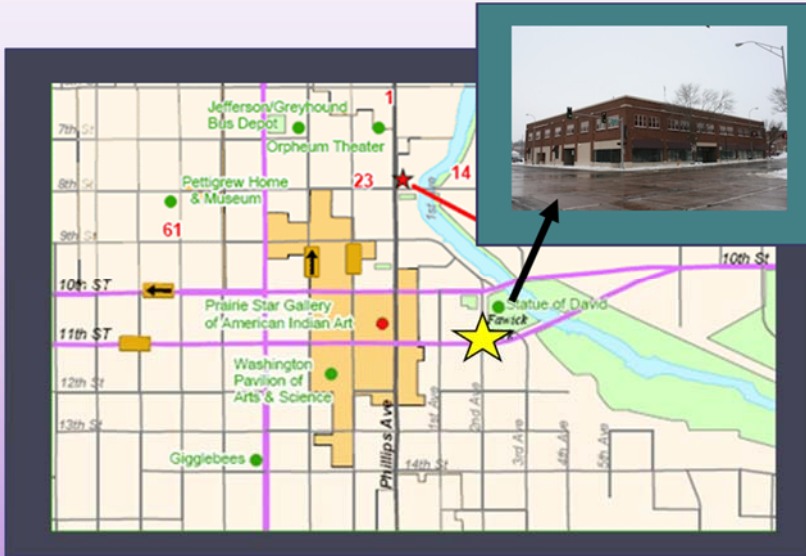 1
Jefferson/Greyhound
Bus Depot
7th St
Orpheum Theater
14
23
Pettigrew Home
& Museum
8th St
1st Ave
61
9th St
10th St
10th ST
Statue of David
Prairie Star Gallery
of American Indian Art
Fawick
11th ST
Washington
Pavilion of
Arts & Science
12th St
13th St
Phillips Ave
1st Ave
2nd Ave
3rd Ave
4th Ave
5th Ave
Gigglebees
14th St